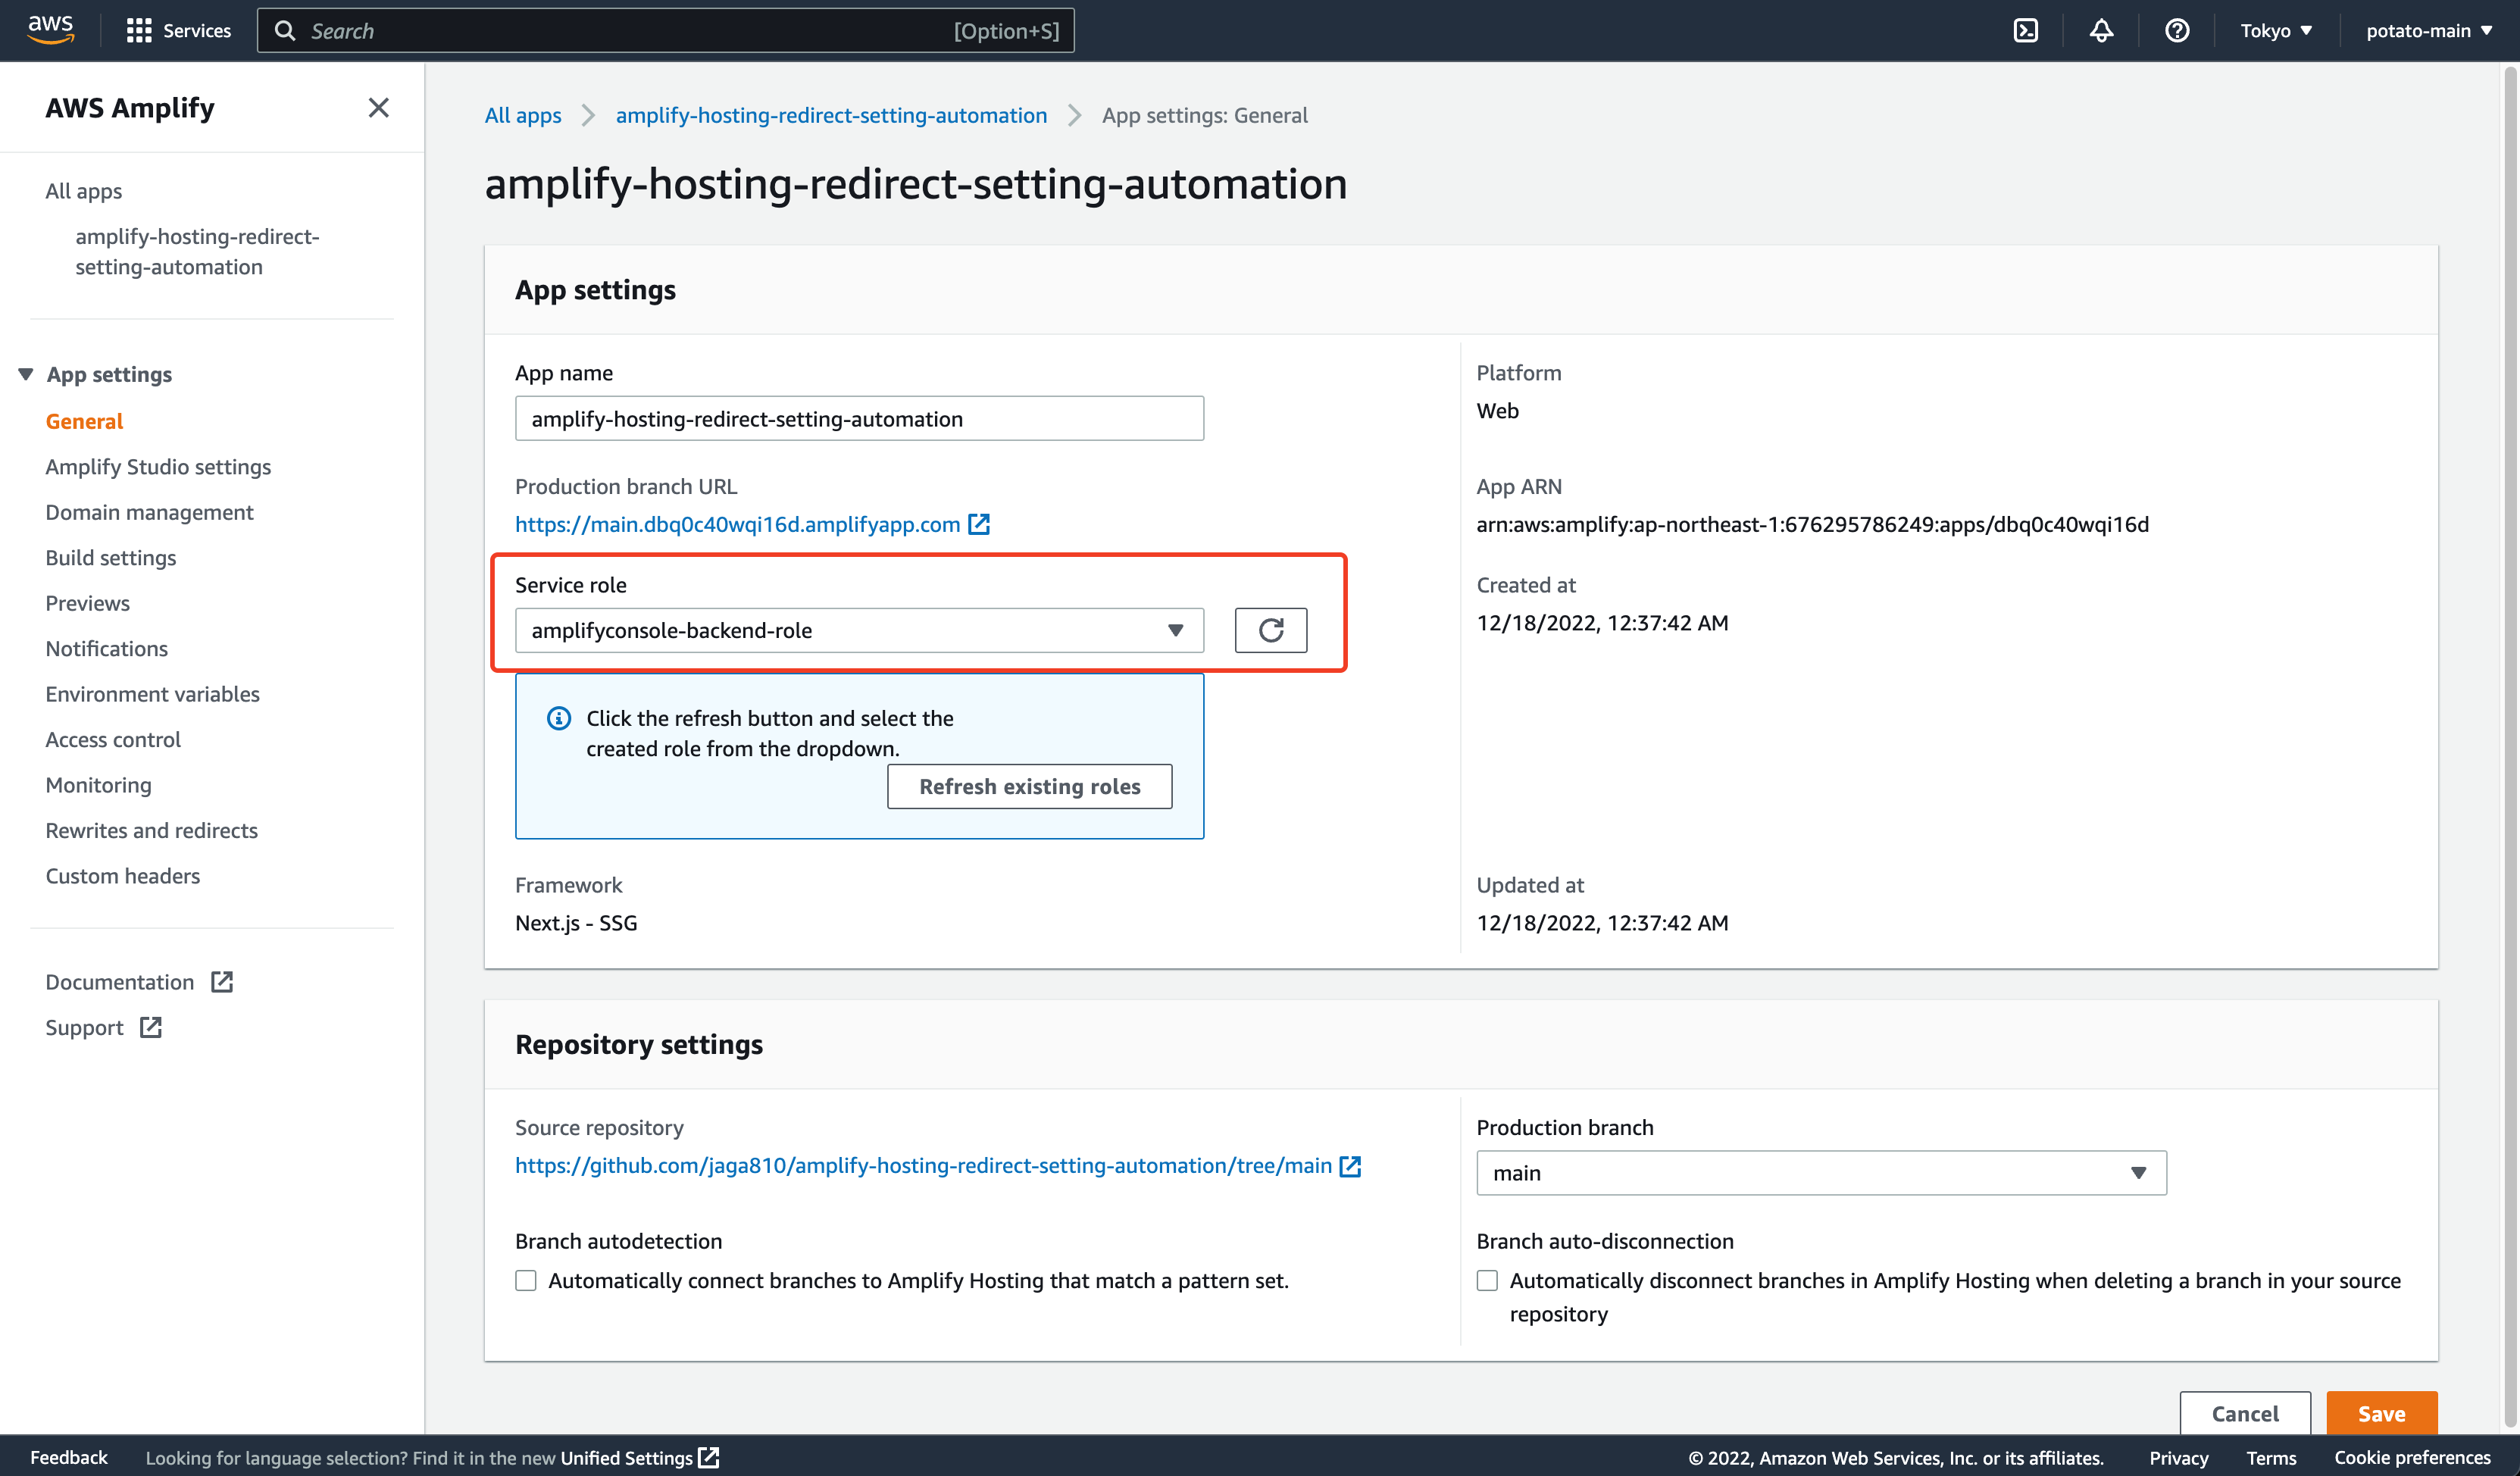 aws
Services
Search
[Option+S]
Tokyo ▼
potato-main ▼
AWS Amplify
All apps
amplify-hosting-redirect-
setting-automation
App settings
General
Amplify Studio settings
Domain management
Build settings
Previews
Notifications
Environment variables
Access control
Monitoring
Rewrites and redirects
Custom headers
Documentation
Support
All apps
amplify-hosting-redirect-setting-automation
App settings: General
amplify-hosting-redirect-setting-automation
App settings
App name
amplify-hosting-redirect-setting-automation
Production branch URL
https://main.dbq0c40wqi16d.amplifyapp.com
Service role
amplifyconsole-backend-role
Click the refresh button and select the
created role from the dropdown.
Refresh existing roles
Framework
Next.js - SSG
Platform
Web
App ARN
arn:aws:amplify:ap-northeast-1:676295786249:apps/dbq0c40wqi16d
Created at
12/18/2022, 12:37:42 AM
Updated at
12/18/2022, 12:37:42 AM
Repository settings
Source repository
https://github.com/jaga810/amplify-hosting-redirect-setting-automation/tree/main
Production branch
main
Branch autodetection
Automatically connect branches to Amplify Hosting that match a pattern set.
Branch auto-disconnection
Automatically disconnect branches in Amplify Hosting when deleting a branch in your source
repository
Cancel
Save
Feedback
Looking for language selection? Find it in the new Unified Settings
© 2022, Amazon Web Services, Inc. or its affiliates.
Privacy
Terms
Cookie preferences